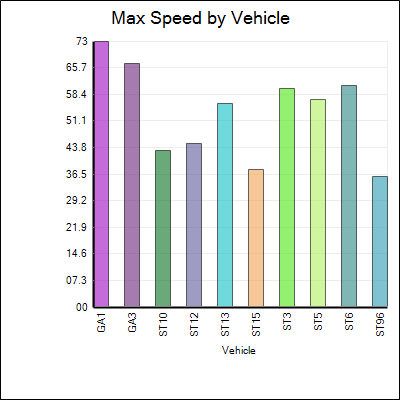 Max Speed by Vehicle
73
65.7
58.4
51.1
43.8
36.5
29.2
21.9
14.6
07.3
00
GA1
GA3
ST10
ST12
ST13
ST15
ST3
ST5
ST6
ST96
Vehicle